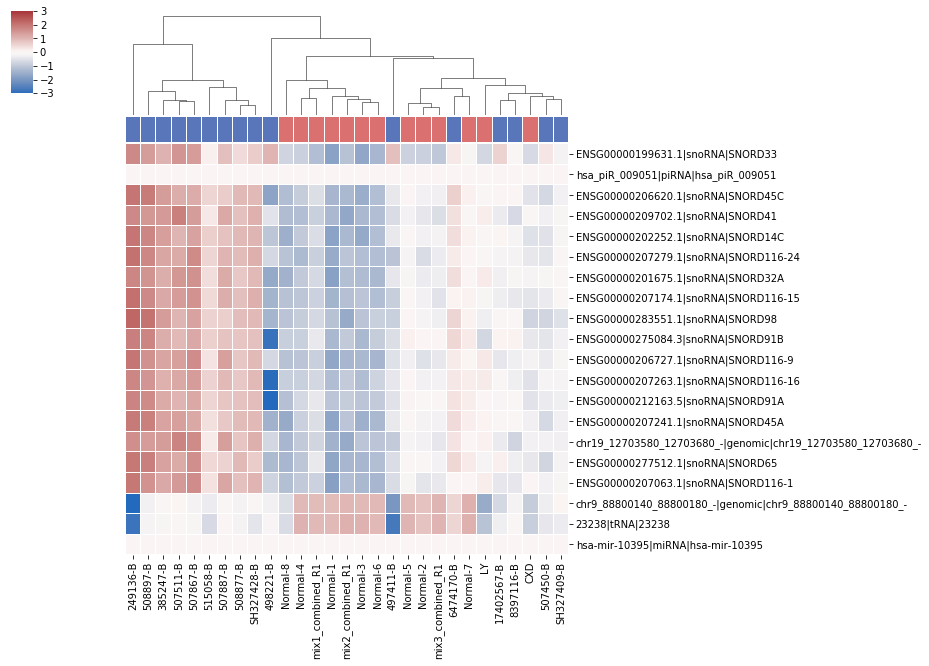 3
2
1
0
−1
−2
−3
ENSG00000199631.1|snoRNA|SNORD33
hsa_piR_009051|piRNA|hsa_piR_009051
ENSG00000206620.1|snoRNA|SNORD45C
ENSG00000209702.1|snoRNA|SNORD41
ENSG00000202252.1|snoRNA|SNORD14C
ENSG00000207279.1|snoRNA|SNORD116-24
ENSG00000201675.1|snoRNA|SNORD32A
ENSG00000207174.1|snoRNA|SNORD116-15
ENSG00000283551.1|snoRNA|SNORD98
ENSG00000275084.3|snoRNA|SNORD91B
ENSG00000206727.1|snoRNA|SNORD116-9
ENSG00000207263.1|snoRNA|SNORD116-16
ENSG00000212163.5|snoRNA|SNORD91A
ENSG00000207241.1|snoRNA|SNORD45A
chr19_12703580_12703680_-|genomic|chr19_12703580_12703680_-
ENSG00000277512.1|snoRNA|SNORD65
ENSG00000207063.1|snoRNA|SNORD116-1
chr9_88800140_88800180_-|genomic|chr9_88800140_88800180_-
23238|tRNA|23238
hsa-mir-10395|miRNA|hsa-mir-10395
249136-B
508897-B
385247-B
507511-B
507867-B
515058-B
507887-B
508877-B
SH327428-B
498221-B
Normal-8
Normal-4
mix1_combined_R1
Normal-1
mix2_combined_R1
Normal-3
Normal-6
497411-B
Normal-5
Normal-2
mix3_combined_R1
6474170-B
Normal-7
LY
17402567-B
8397116-B
CXD
507450-B
SH327409-B